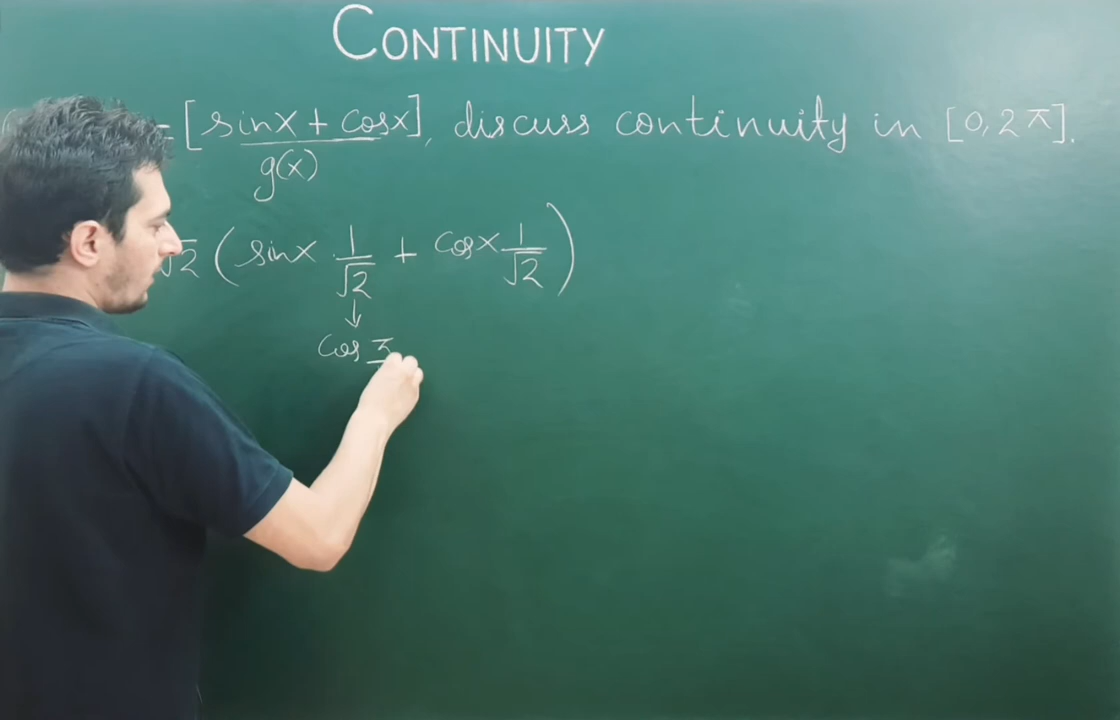 CONTINUITY
= [sinx + cosx], discuss continuity in [0, 2π].
g(x)
√2 (sinx · 1/√2 + cosx 1/√2)
↓
cos π